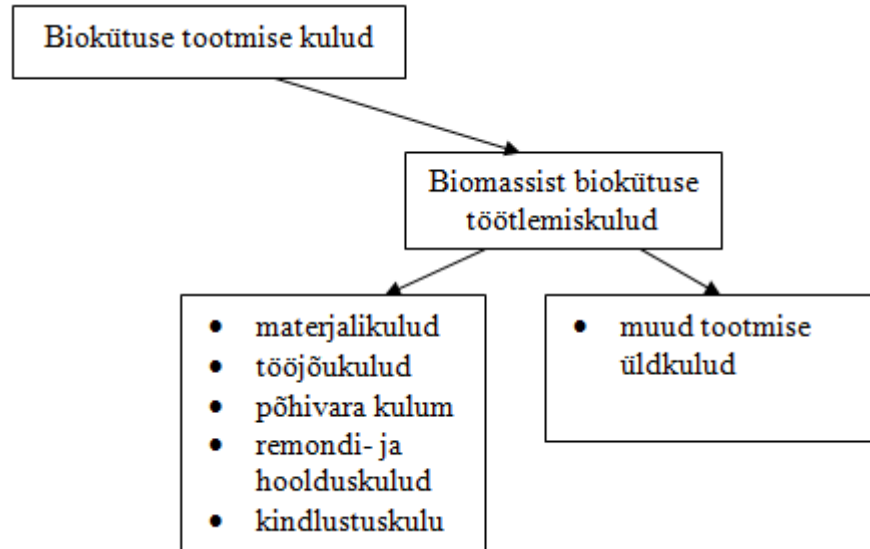 Biokütuse tootmise kulud
Biomassist biokütuse
töötlemiskulud
• materjalikulud
• tööjõukulud
• põhivara kulum
• remondi- ja
hoolduskulud
• kindlustuskulu
• muud tootmise
üldkulud